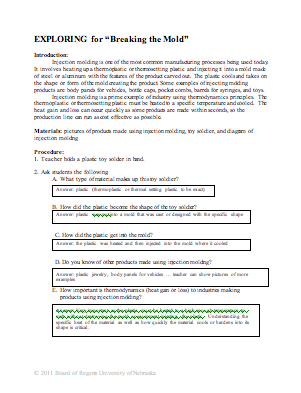 EXPLORING for “Breaking the Mold”
Introduction:
Injection molding is one of the most common manufacturing processes being used today.
It involves heating up a thermoplastic or thermosetting plastic and injecting it into a mold made
of steel or aluminum with the features of the product carved out. The plastic cools and takes on
the shape or form of the mold creating the product. Some examples of injecting molding
products are body panels for vehicles, bottle caps, pocket combs, barrels for syringes, and toys.
Injection molding is a prime example of industry using thermodynamics principles. The
thermoplastic or thermosetting plastic must be heated to a specific temperature and cooled. The
heat gain and loss can occur quickly as some products are made within seconds, so the
production line can run as cost effective as possible.
Materials: pictures of products made using injection molding, toy soldier, and diagram of
injection molding
Procedure:
1. Teacher holds a plastic toy soldier in hand.
2. Ask students the following
A. What type of material makes up this toy soldier?
Answer: plastic (thermoplastic or thermal setting plastic to be exact)
B. How did the plastic become the shape of the toy soldier?
Answer: plastic into a mold that was cast or designed with the specific shape
C. How did the plastic get into the mold?
Answer: the plastic was heated and then injected into the mold where it cooled
D. Do you know of other products made using injection molding?
Answer: plastic jewelry, body panels for vehicles ... teacher can show pictures of more
examples
E. How important is thermodynamics (heat gain or loss) to industries making
products using injection molding?
Understanding the
specific heat of the material as well as how quickly the material cools or hardens into its
shape is critical.
© 2011 Board of Regents University of Nebraska